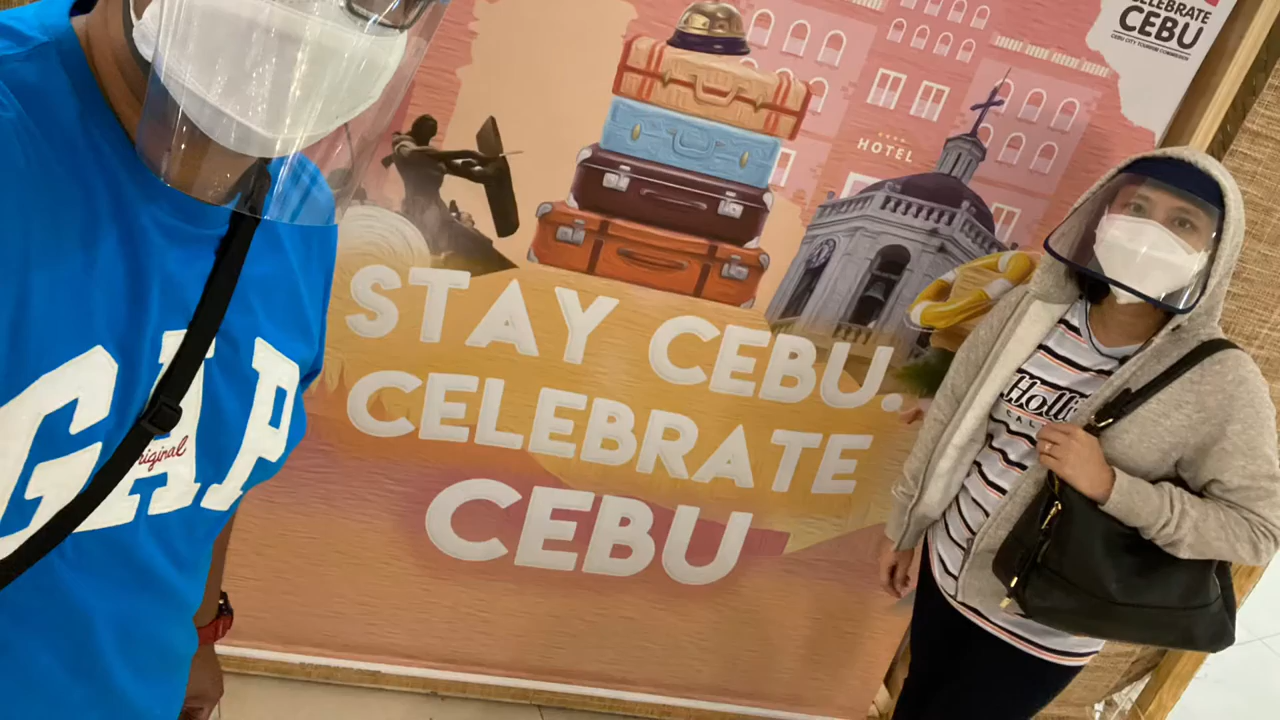 CELEBRATE
CEBU
CEBU CITY TOURISM COMMISSION
HOTEL
STAY CEBU.
CELEBRATE
CEBU
GAP
original
Holli